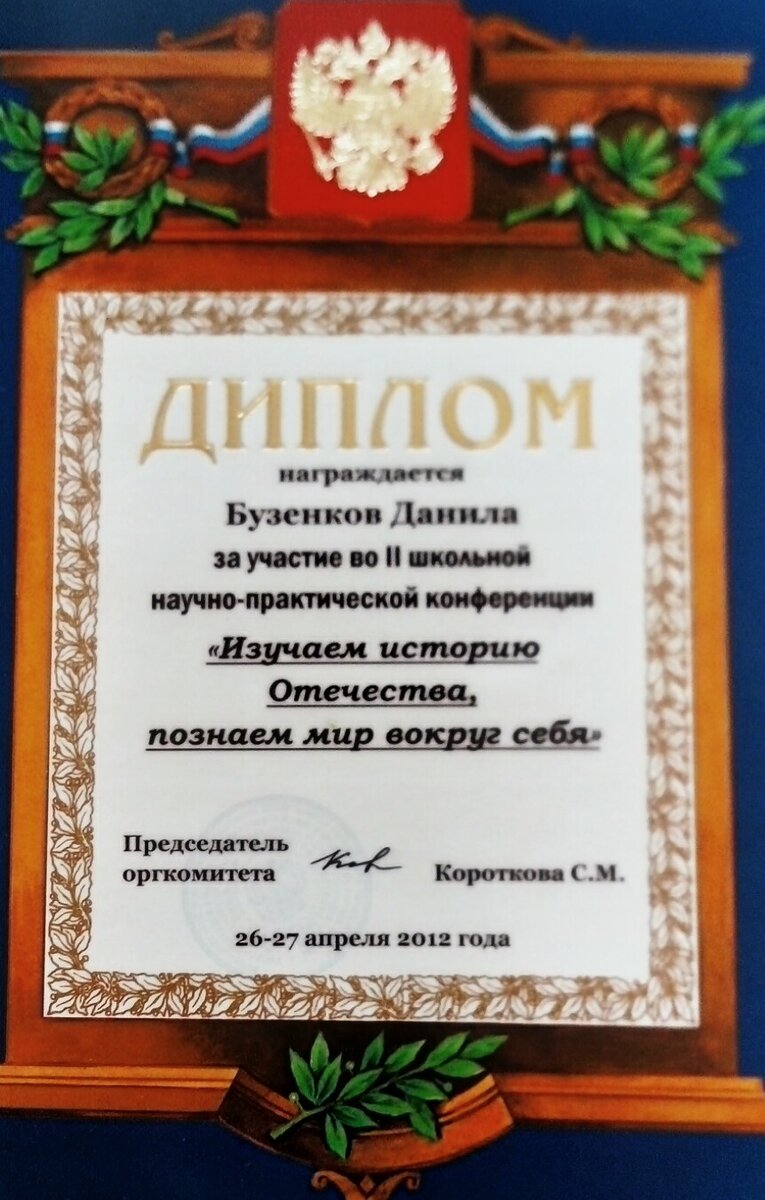 ДИПЛОМ
награждается
Бузенков Данила
за участие во II школьной
научно-практической конференции
«Изучаем историю
Отечества,
познаем мир вокруг себя»
Председатель
оргкомитета Короткова С.М.
26-27 апреля 2012 года